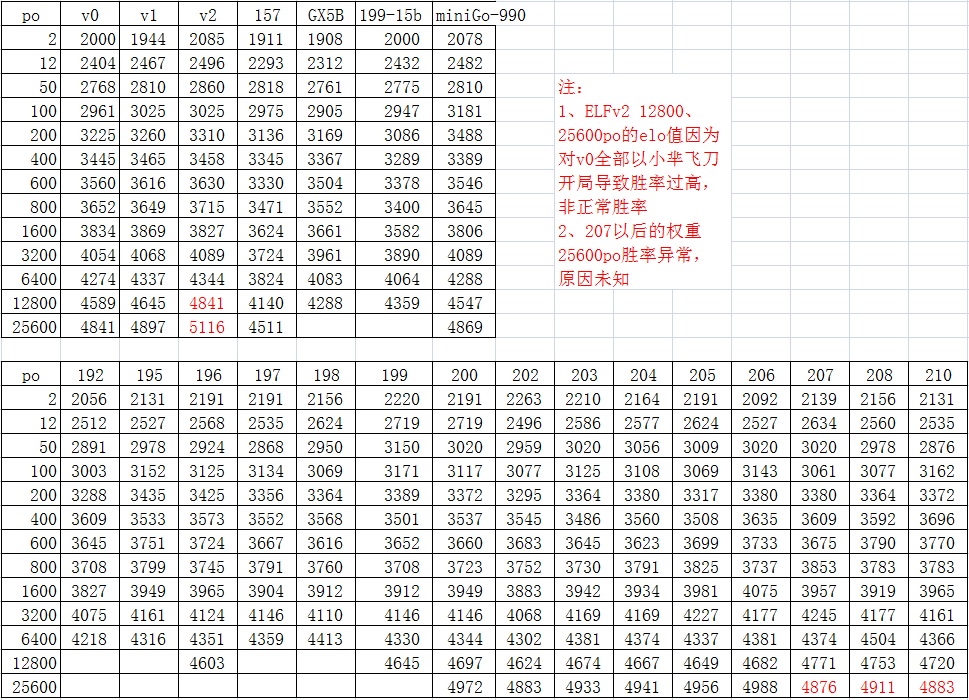 po v0 v1 v2 157 GX5B 199-15b miniGo-990
2 2000 1944 2085 1911 1908 2000 2078
12 2404 2467 2496 2293 2312 2432 2482
50 2768 2810 2860 2818 2761 2775 2810
100 2961 3025 3025 2975 2905 2947 3181
200 3225 3260 3310 3136 3169 3086 3488
400 3445 3465 3458 3345 3367 3289 3389
600 3560 3616 3630 3330 3504 3378 3546
800 3652 3649 3715 3471 3552 3400 3645
1600 3834 3869 3827 3624 3661 3582 3806
3200 4054 4068 4089 3724 3961 3890 4089
6400 4274 4337 4344 3824 4083 4064 4288
12800 4589 4645 4841 4140 4288 4359 4547
25600 4841 4897 5116 4511 4869
注:
1、ELFv2 12800、
25600po的elo值因为
对v0全部以小芈飞刀
开局导致胜率过高，
非正常胜率
2、207以后的权重
25600po胜率异常，
原因未知
po 192 195 196 197 198 199 200 202 203 204 205 206 207 208 210
2 2056 2131 2191 2191 2156 2220 2191 2263 2210 2164 2191 2092 2139 2156 2131
12 2512 2527 2568 2535 2624 2719 2719 2496 2586 2577 2624 2527 2634 2560 2535
50 2891 2978 2924 2868 2950 3150 3020 2959 3020 3056 3009 3020 3020 2978 2876
100 3003 3152 3125 3134 3069 3171 3117 3077 3125 3108 3069 3143 3061 3077 3162
200 3288 3435 3425 3356 3364 3389 3372 3295 3364 3380 3317 3380 3380 3364 3372
400 3609 3533 3573 3552 3568 3501 3537 3545 3486 3560 3508 3635 3609 3592 3696
600 3645 3751 3724 3667 3616 3652 3660 3683 3645 3623 3699 3733 3675 3790 3770
800 3708 3799 3745 3791 3760 3708 3723 3752 3730 3791 3825 3737 3853 3783 3783
1600 3827 3949 3965 3904 3912 3912 3949 3883 3942 3934 3981 4075 3957 3919 3965
3200 4075 4161 4124 4146 4110 4146 4146 4068 4169 4169 4227 4177 4245 4177 4161
6400 4218 4316 4351 4359 4413 4330 4344 4302 4381 4374 4337 4381 4374 4504 4366
12800 4603 4645 4697 4624 4674 4667 4649 4682 4771 4753 4720
25600 4972 4883 4933 4941 4956 4988 4876 4911 4883